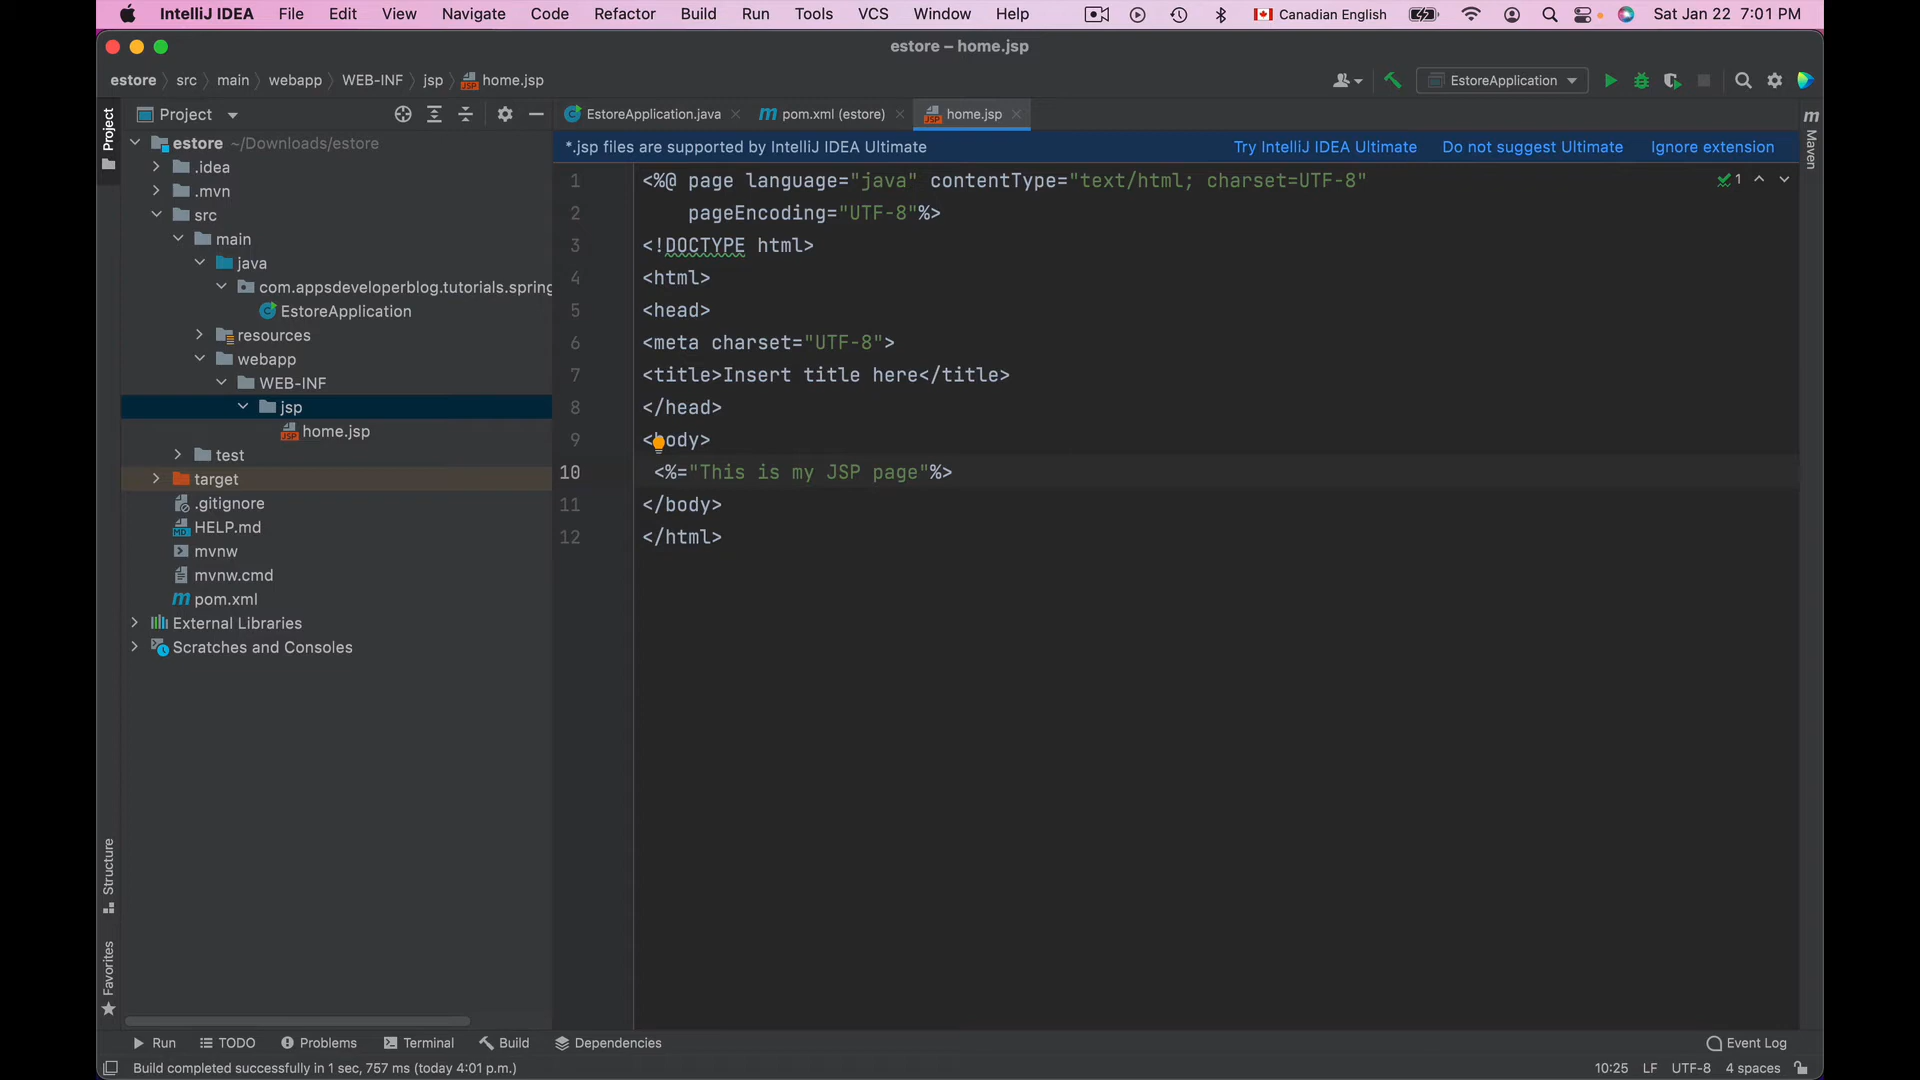 IntelliJ IDEA File Edit View Navigate Code Refactor Build Run Tools VCS Window Help Canadian English Sat Jan 22 7:01 PM
estore – home.jsp
estore src main webapp WEB-INF jsp home.jsp EstoreApplication
Project EstoreApplication.java pom.xml (estore) home.jsp
*.jsp files are supported by IntelliJ IDEA Ultimate Try IntelliJ IDEA Ultimate Do not suggest Ultimate Ignore extension
Project
Maven
estore ~/Downloads/estore
.idea
.mvn
src
main
java
com.appsdeveloperblog.tutorials.spring
EstoreApplication
resources
webapp
WEB-INF
jsp
home.jsp
test
target
.gitignore
HELP.md
mvnw
mvnw.cmd
pom.xml
External Libraries
Scratches and Consoles
1 <%@ page language="java" contentType="text/html; charset=UTF-8" 1
2 pageEncoding="UTF-8"%>
3 <!DOCTYPE html>
4 <html>
5 <head>
6 <meta charset="UTF-8">
7 <title>Insert title here</title>
8 </head>
9 <body>
10 <%="This is my JSP page"%>
11 </body>
12 </html>
Structure
Favorites
Run TODO Problems Terminal Build Dependencies Event Log
Build completed successfully in 1 sec, 757 ms (today 4:01 p.m.) 10:25 LF UTF-8 4 spaces